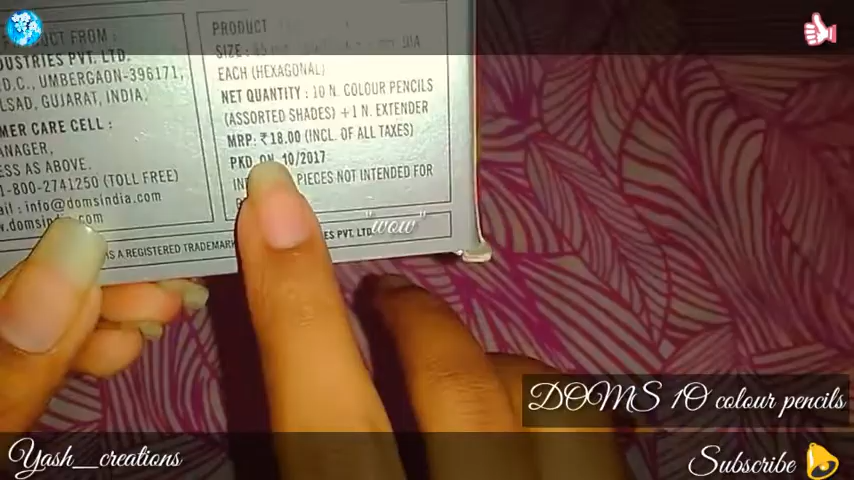 PRODUCT
DUSTRIES PVT. LTD.
D.C., UMBERGAON-396171,
LSAD, GUJARAT, INDIA
MER CARE CELL :
ANAGER,
ESS AS ABOVE.
-1-800-2741250 (TOLL FREE)
ail : info@domsindia.com
SIZE :
EACH (HEXAGONAL)
NET QUANTITY : 10 N. COLOUR PENCILS
(ASSORTED SHADES) + 1 N. EXTENDER
MRP: ₹18.00 (INCL. OF ALL TAXES)
PKD. ON 10/2017
PIECES NOT INTENDED FOR
IS A REGISTERED TRADEMARK
ES PVT. LTD.
"wow"
DOMS 10 colour pencils
Yash_creations
Subscribe